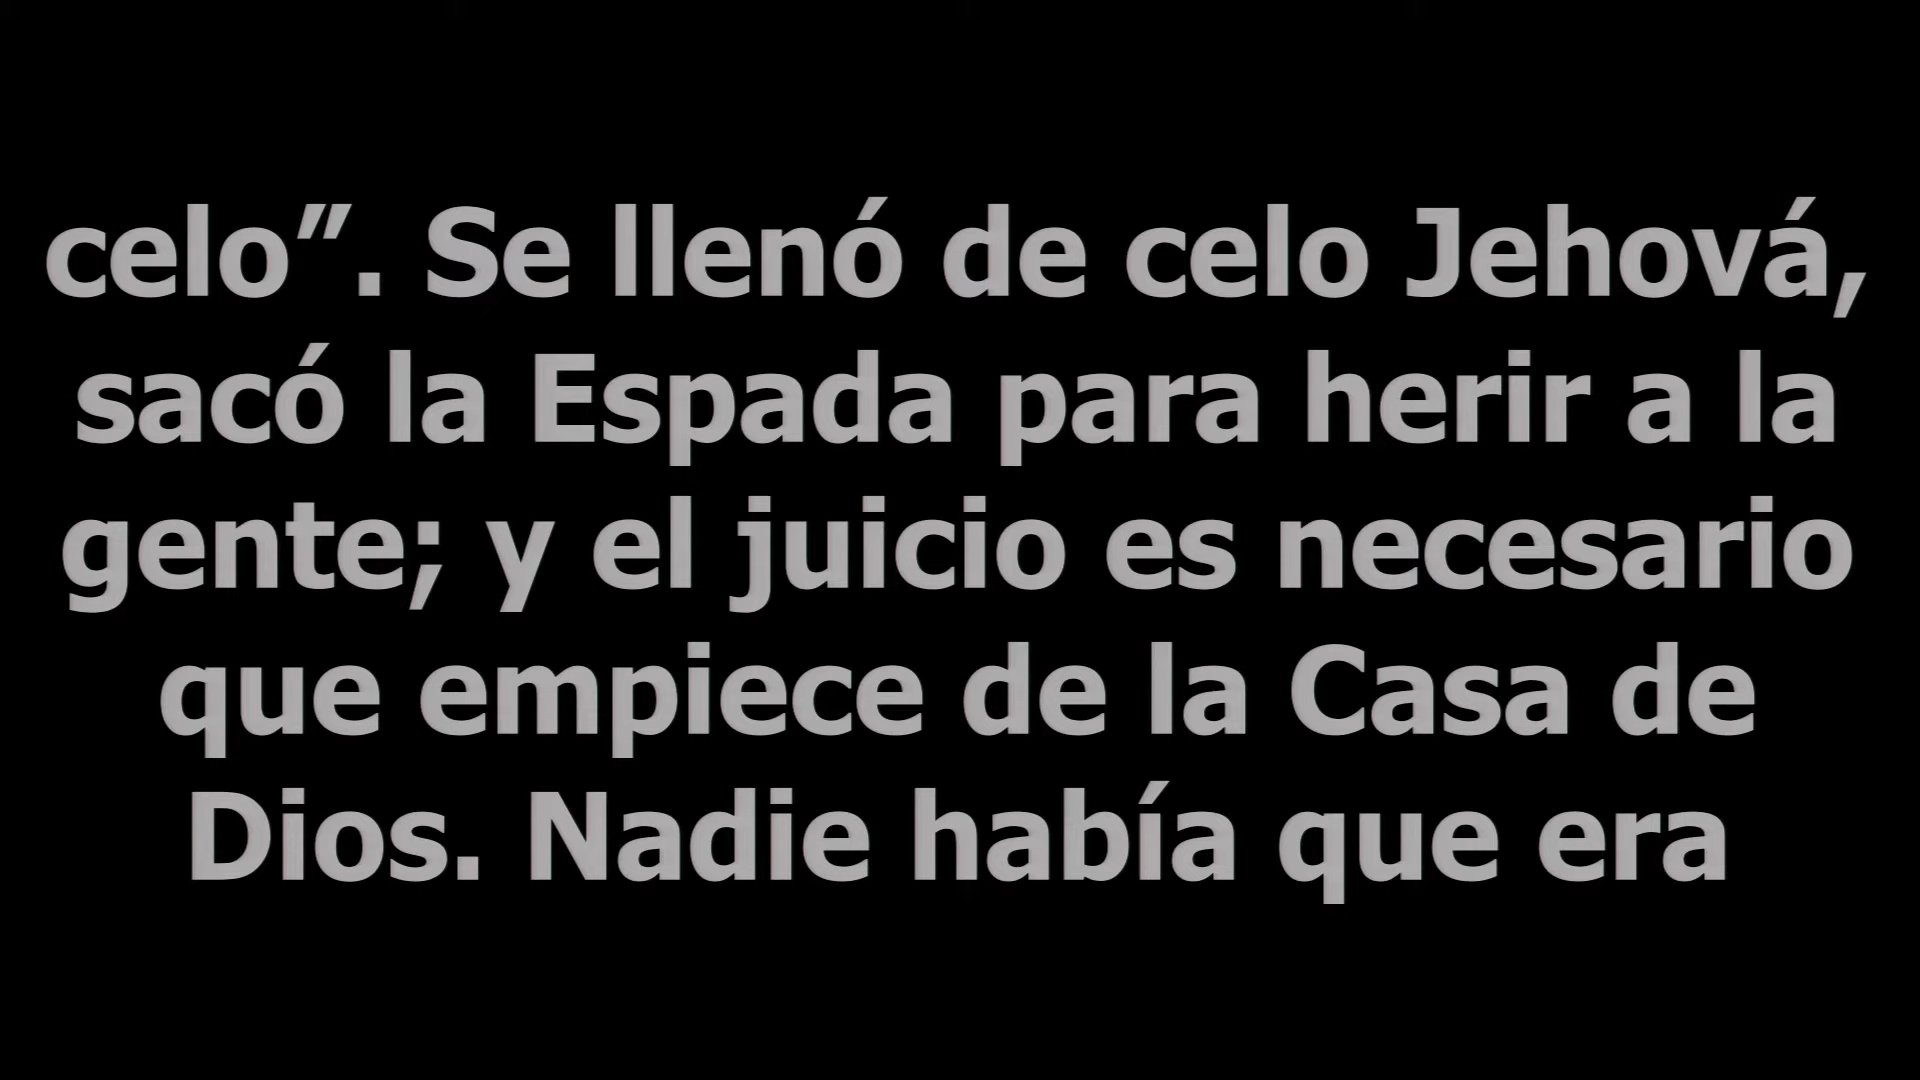 celo”. Se llenó de celo Jehová,
sacó la Espada para herir a la
gente; y el juicio es necesario
que empiece de la Casa de
Dios. Nadie había que era